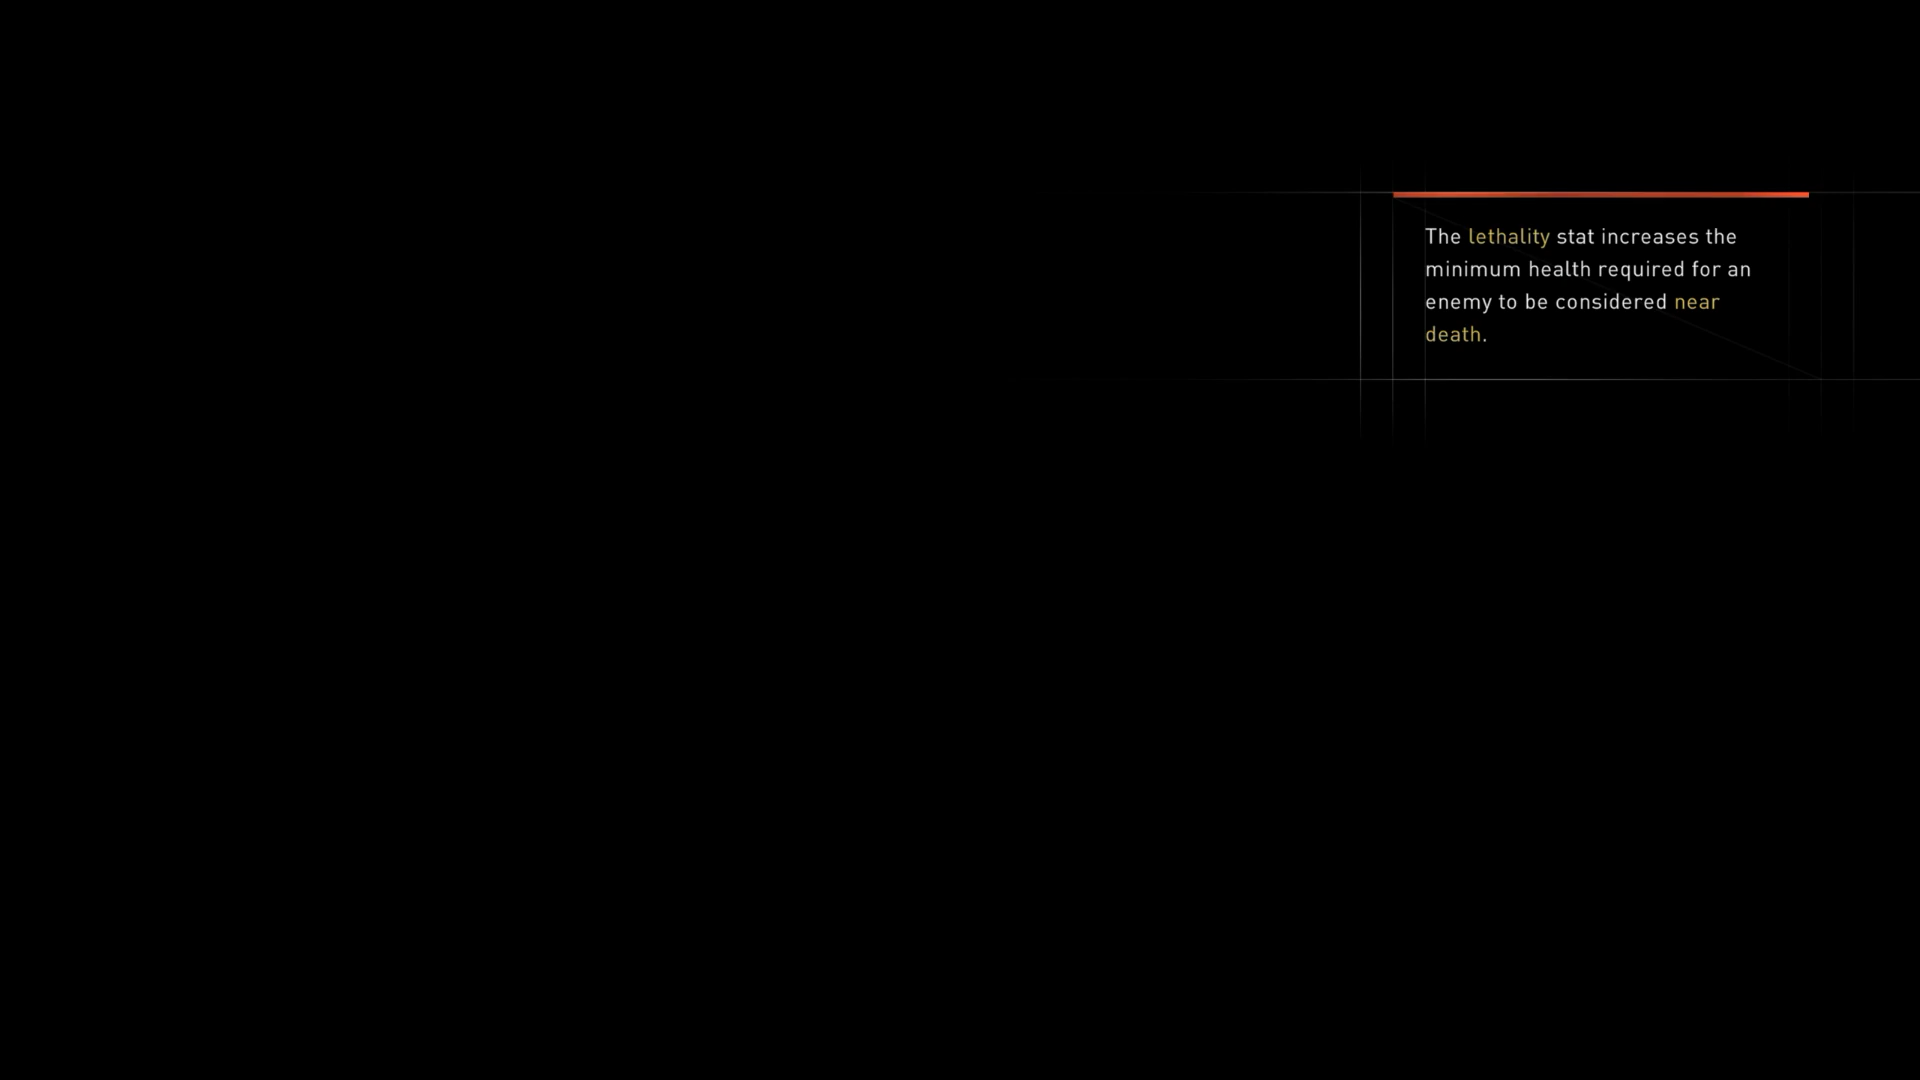 The lethality stat increases the
minimum health required for an
enemy to be considered near
death.